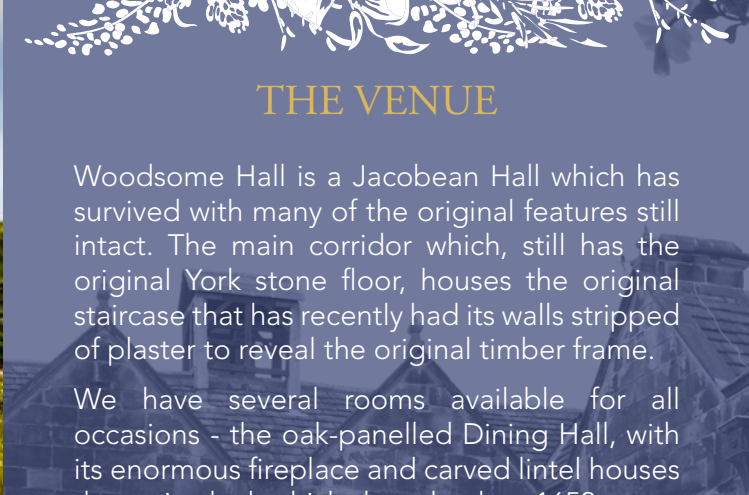 THE VENUE
Woodsome Hall is a Jacobean Hall which has
survived with many of the original features still
intact. The main corridor which, still has the
original York stone floor, houses the original
staircase that has recently had its walls stripped
of plaster to reveal the original timber frame.
We have several rooms available for all
occasions - the oak-panelled Dining Hall, with
its enormous fireplace and carved lintel houses